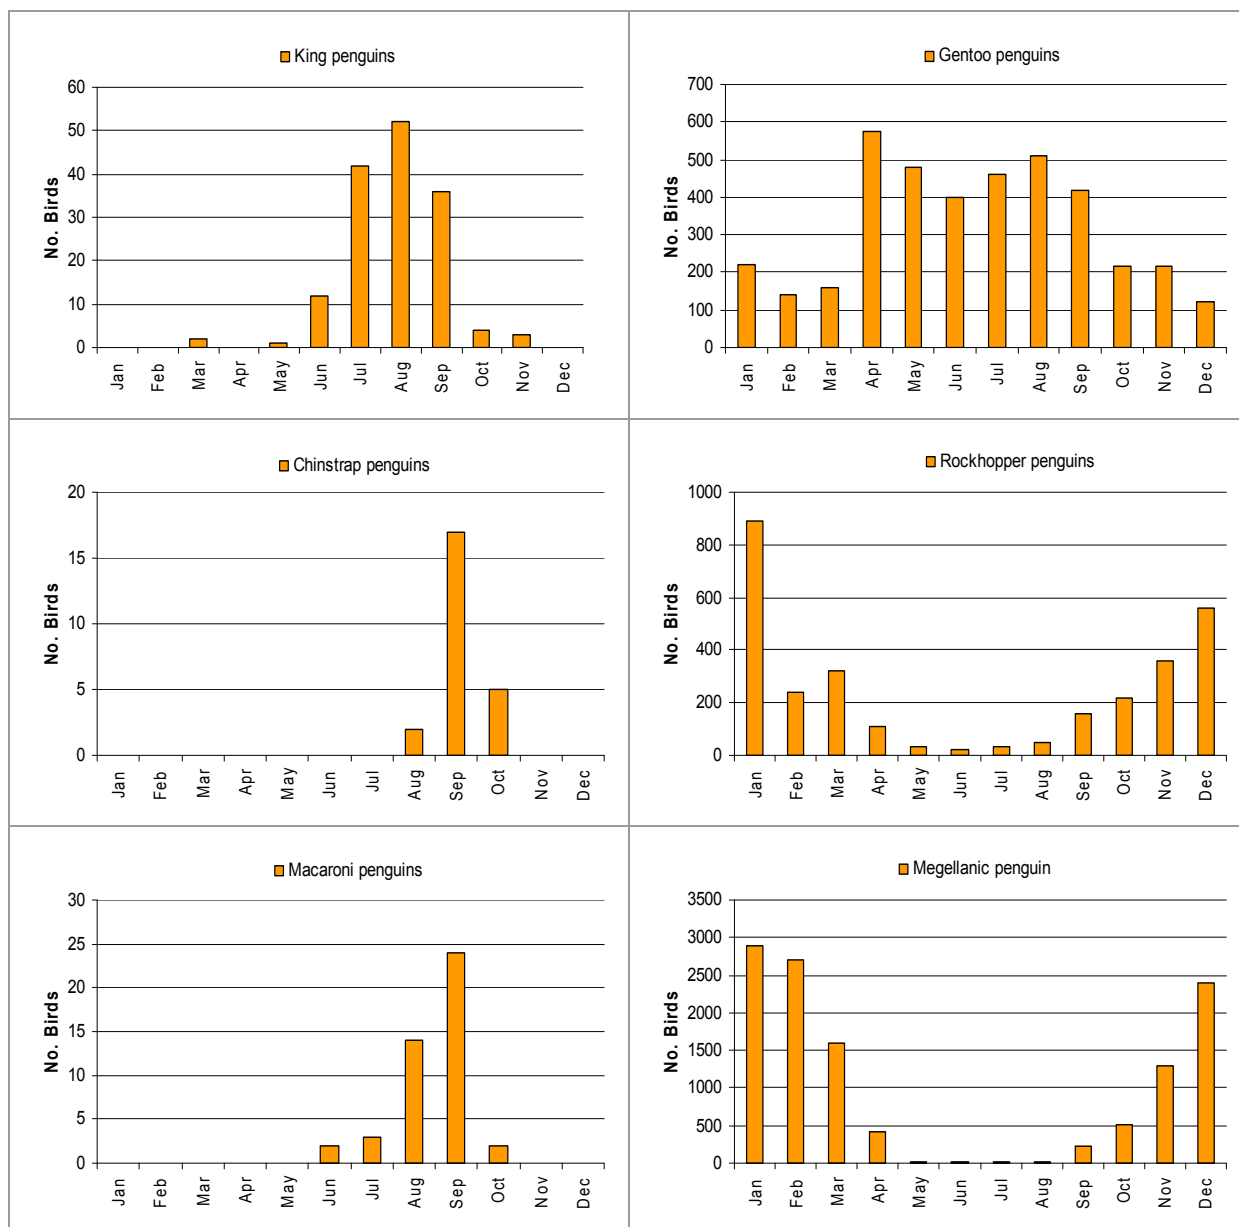 King penguins
60
50
40
30
20
10
0
No. Birds
Jan Feb Mar Apr May Jun Jul Aug Sep Oct Nov Dec
Gentoo penguins
700
600
500
400
300
200
100
0
No. Birds
Jan Feb Mar Apr May Jun Jul Aug Sep Oct Nov Dec
Chinstrap penguins
20
15
10
5
0
No. Birds
Jan Feb Mar Apr May Jun Jul Aug Sep Oct Nov Dec
Rockhopper penguins
1000
800
600
400
200
0
No. Birds
Jan Feb Mar Apr May Jun Jul Aug Sep Oct Nov Dec
Macaroni penguins
30
25
20
15
10
5
0
No. Birds
Jan Feb Mar Apr May Jun Jul Aug Sep Oct Nov Dec
Megellanic penguin
3500
3000
2500
2000
1500
1000
500
0
No. Birds
Jan Feb Mar Apr May Jun Jul Aug Sep Oct Nov Dec